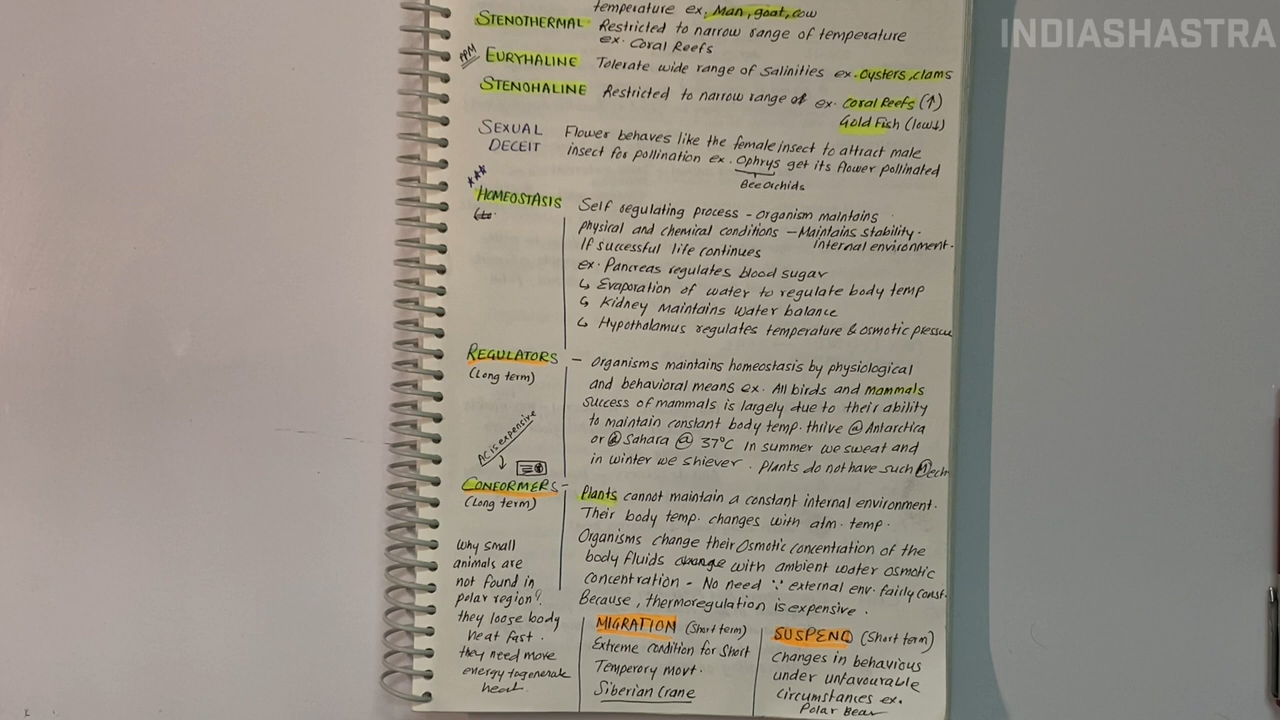 INDIASHASTRA
temperature ex. Man, goat, cow
STENOTHERMAL Restricted to narrow range of temperature
ex. Coral Reefs
PPM
EURYHALINE Tolerate wide range of salinities ex. Oysters, clams
STENOHALINE Restricted to narrow range of ex. Coral Reefs (↑)
Gold Fish (low↓)
SEXUAL DECEIT
Flower behaves like the female insect to attract male
insect for pollination ex. Ophrys get its flower pollinated
Bee orchids
***
HOMEOSTASIS
Self regulating process - Organism maintains
physical and chemical conditions - Maintains stability.
internal environment.
If successful life continues
ex. Pancreas regulates blood sugar
↳ Evaporation of water to regulate body temp
↳ Kidney maintains water balance
↳ Hypothalamus regulates temperature & osmotic pressure
REGULATORS -
(Long term)
Organisms maintains homeostasis by physiological
and behavioral means ex. All birds and mammals
success of mammals is largely due to their ability
to maintain constant body temp. thrive @ Antarctica
or @ Sahara @ 37°C In summer we sweat and
in winter we shiever. Plants do not have such Mech
AC is expensive
CONFORMERS -
(Long term)
Plants cannot maintain a constant internal environment.
Their body temp. changes with atm. temp.
Organisms change their Osmotic concentration of the
body fluids change with ambient water osmotic
concentration - No need ∵ external env. fairly const.
Because, thermoregulation is expensive.
Why small
animals are
not found in
polar region?
they loose body
heat fast.
they need more
energy to generate
heat.
MIGRATION (Short term)
Extreme condition for Short
Temperory movt.
Siberian Crane
SUSPEND (Short term)
Changes in behavious
under unfavourable
circumstances ex.
Polar Bear